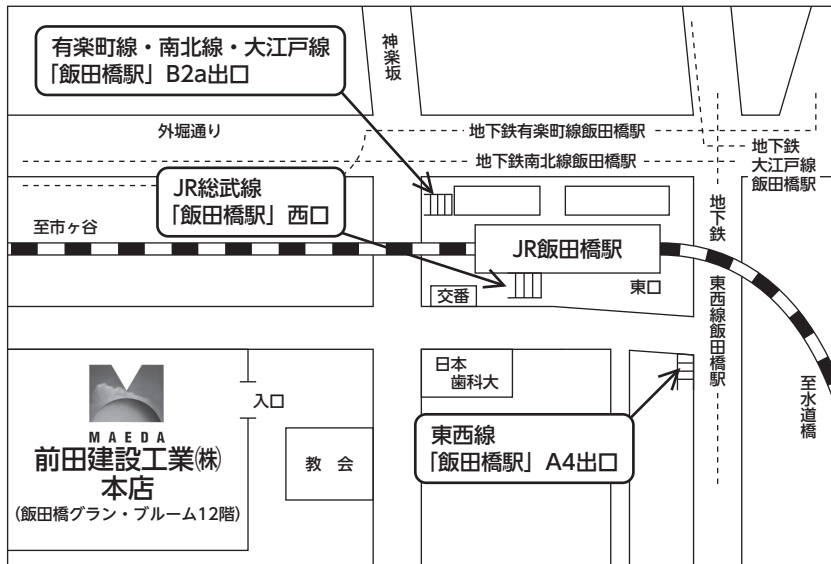 有楽町線・南北線・大江戸線
「飯田橋駅」B2a出口
神楽坂
外堀通り
地下鉄有楽町線飯田橋駅
地下鉄南北線飯田橋駅
地下鉄
大江戸線
飯田橋駅
JR総武線
「飯田橋駅」西口
至市ヶ谷
JR飯田橋駅
東口
交番
地下鉄 東西線飯田橋駅
至水道橋
日本
歯科大
入口
MAEDA
前田建設工業㈱
本店
(飯田橋グラン・ブルーム12階)
教 会
東西線
「飯田橋駅」A4出口